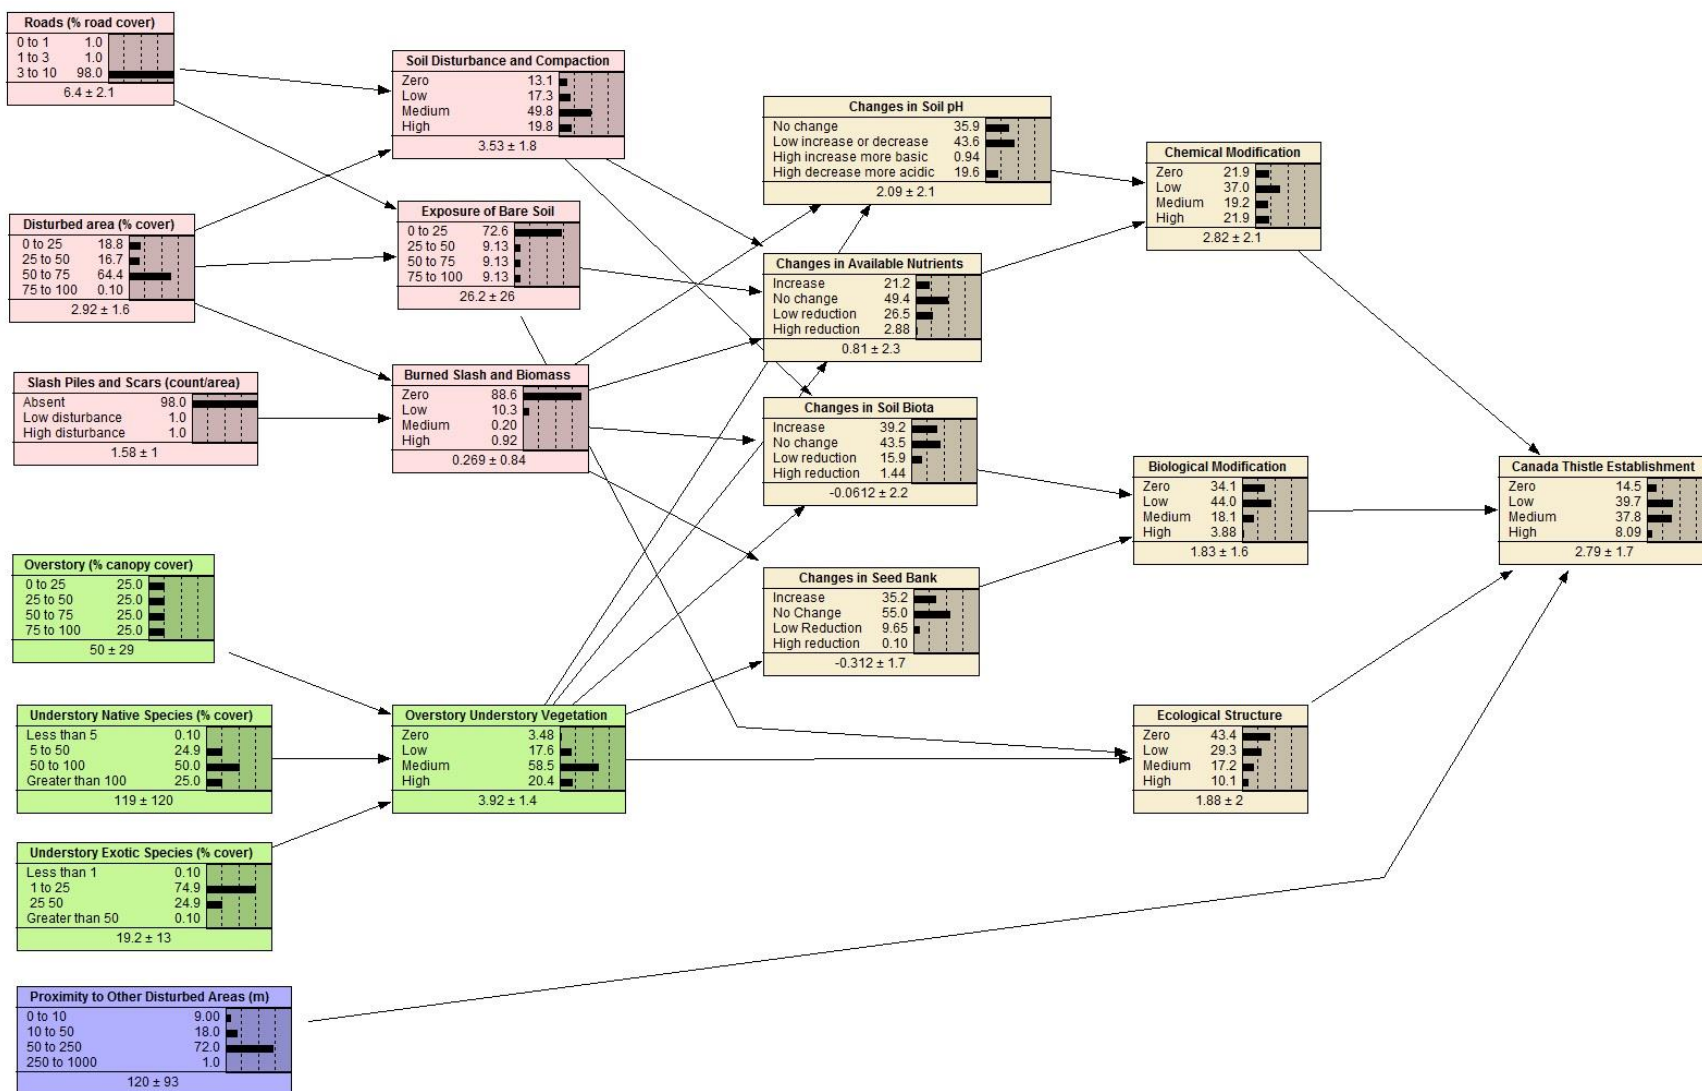 Roads (% road cover)
0 to 1 1.0
1 to 3 1.0
3 to 10 98.0
6.4 ± 2.1
Disturbed area (% cover)
0 to 25 18.8
25 to 50 16.7
50 to 75 64.4
75 to 100 0.10
2.92 ± 1.6
Slash Piles and Scars (count/area)
Absent 98.0
Low disturbance 1.0
High disturbance 1.0
1.58 ± 1
Overstory (% canopy cover)
0 to 25 25.0
25 to 50 25.0
50 to 75 25.0
75 to 100 25.0
50 ± 29
Understory Native Species (% cover)
Less than 5 0.10
5 to 50 24.9
50 to 100 50.0
Greater than 100 25.0
119 ± 120
Understory Exotic Species (% cover)
Less than 1 0.10
1 to 25 74.9
25 50 24.9
Greater than 50 0.10
19.2 ± 13
Proximity to Other Disturbed Areas (m)
0 to 10 9.00
10 to 50 18.0
50 to 250 72.0
250 to 1000 1.0
120 ± 93
Soil Disturbance and Compaction
Zero 13.1
Low 17.3
Medium 49.8
High 19.8
3.53 ± 1.8
Exposure of Bare Soil
0 to 25 72.6
25 to 50 9.13
50 to 75 9.13
75 to 100 9.13
26.2 ± 26
Burned Slash and Biomass
Zero 88.6
Low 10.3
Medium 0.20
High 0.92
0.269 ± 0.84
Overstory Understory Vegetation
Zero 3.48
Low 17.6
Medium 58.5
High 20.4
3.92 ± 1.4
Changes in Soil pH
No change 35.9
Low increase or decrease 43.6
High increase more basic 0.94
High decrease more acidic 19.6
2.09 ± 2.1
Changes in Available Nutrients
Increase 21.2
No change 49.4
Low reduction 26.5
High reduction 2.88
0.81 ± 2.3
Changes in Soil Biota
Increase 39.2
No change 43.5
Low reduction 15.9
High reduction 1.44
-0.0612 ± 2.2
Changes in Seed Bank
Increase 35.2
No Change 55.0
Low Reduction 9.65
High reduction 0.10
-0.312 ± 1.7
Chemical Modification
Zero 21.9
Low 37.0
Medium 19.2
High 21.9
2.82 ± 2.1
Biological Modification
Zero 34.1
Low 44.0
Medium 18.1
High 3.88
1.83 ± 1.6
Ecological Structure
Zero 43.4
Low 29.3
Medium 17.2
High 10.1
1.88 ± 2
Canada Thistle Establishment
Zero 14.5
Low 39.7
Medium 37.8
High 8.09
2.79 ± 1.7